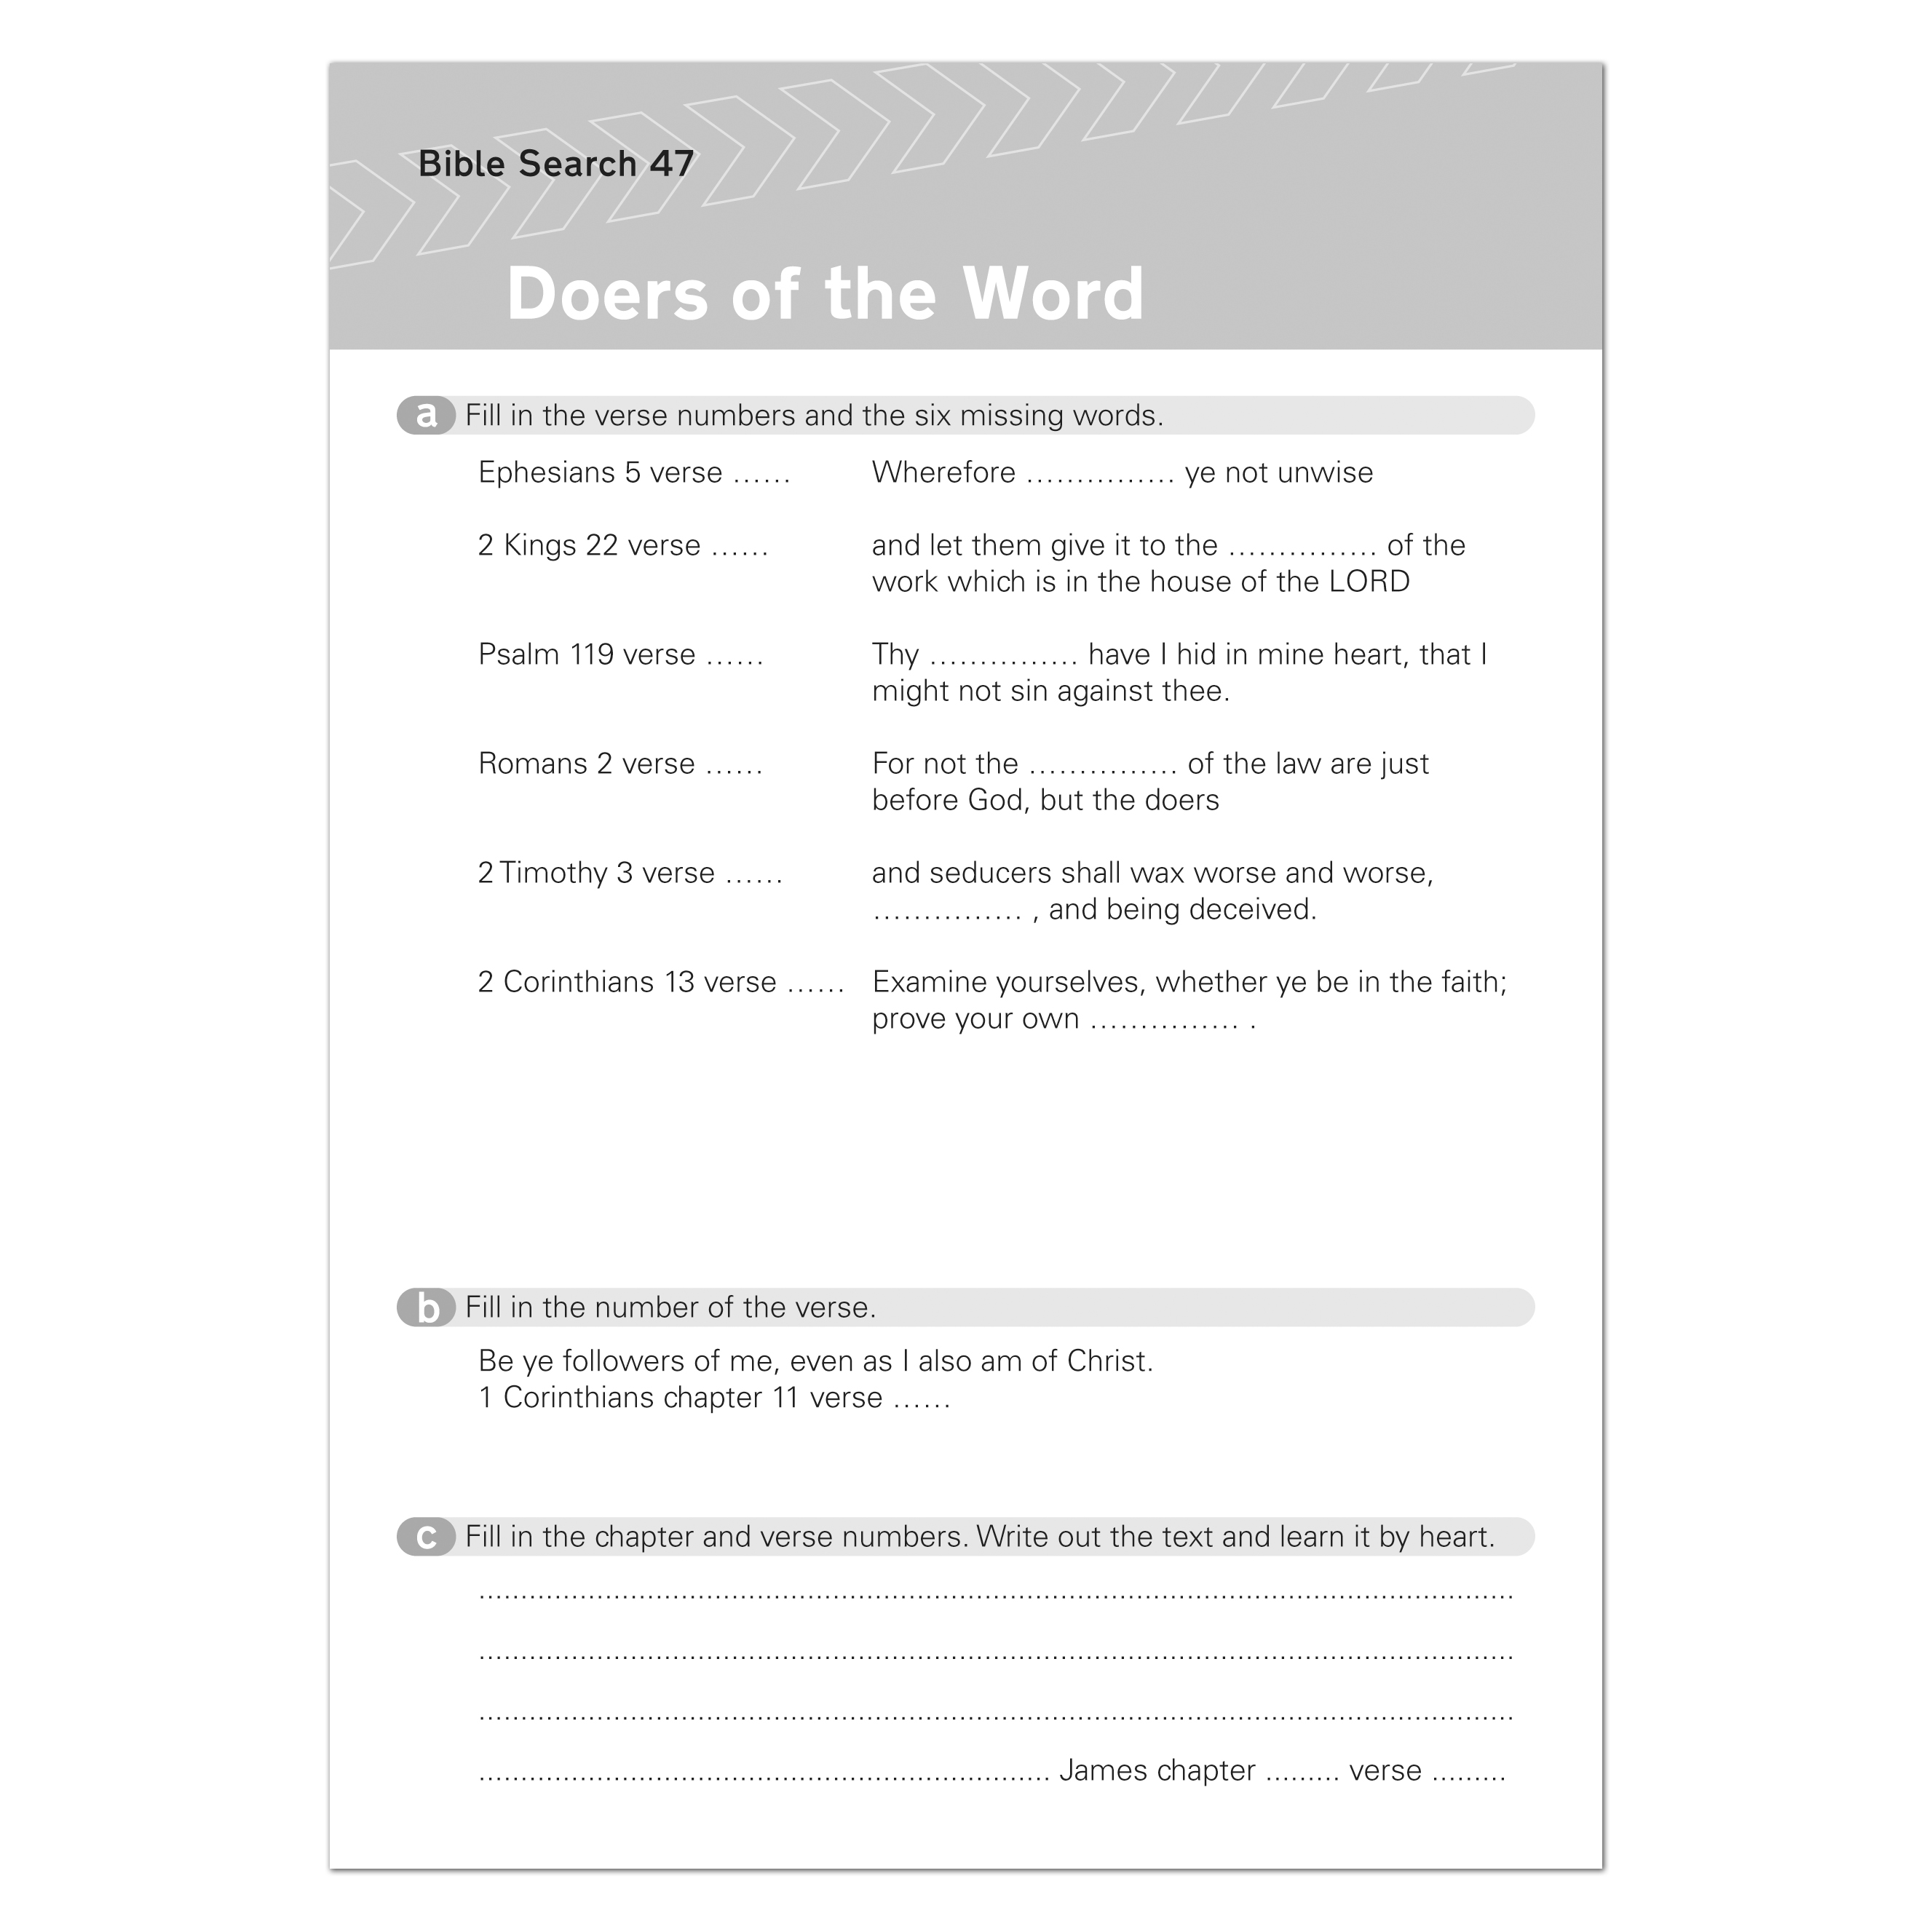 Bible Search 47
Doers of the Word
a Fill in the verse numbers and the six missing words.
Ephesians 5 verse ...... Wherefore ............... ye not unwise
2 Kings 22 verse ...... and let them give it to the ............... of the
work which is in the house of the LORD
Psalm 119 verse ...... Thy ............... have I hid in mine heart, that I
might not sin against thee.
Romans 2 verse ...... For not the ............... of the law are just
before God, but the doers
2 Timothy 3 verse ...... and seducers shall wax worse and worse,
............... , and being deceived.
2 Corinthians 13 verse ...... Examine yourselves, whether ye be in the faith;
prove your own ............... .
b Fill in the number of the verse.
Be ye followers of me, even as I also am of Christ.
1 Corinthians chapter 11 verse ......
c Fill in the chapter and verse numbers. Write out the text and learn it by heart.
James chapter ......... verse .........